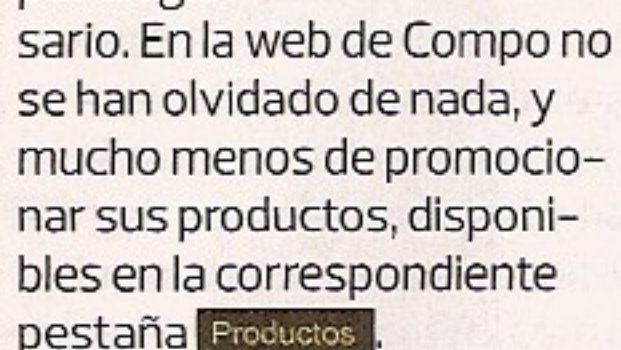 sario. En la web de Compo no
se han olvidado de nada, y
mucho menos de promocio-
nar sus productos, disponi-
bles en la correspondiente
pestaña Productos.